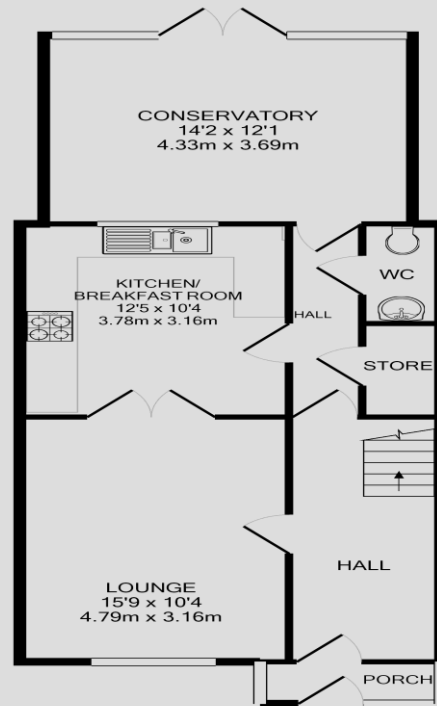 CONSERVATORY
14'2 x 12'1
4.33m x 3.69m
KITCHEN/
BREAKFAST ROOM
12'5 x 10'4
3.78m x 3.16m
HALL
WC
STORE
LOUNGE
15'9 x 10'4
4.79m x 3.16m
HALL
PORCH